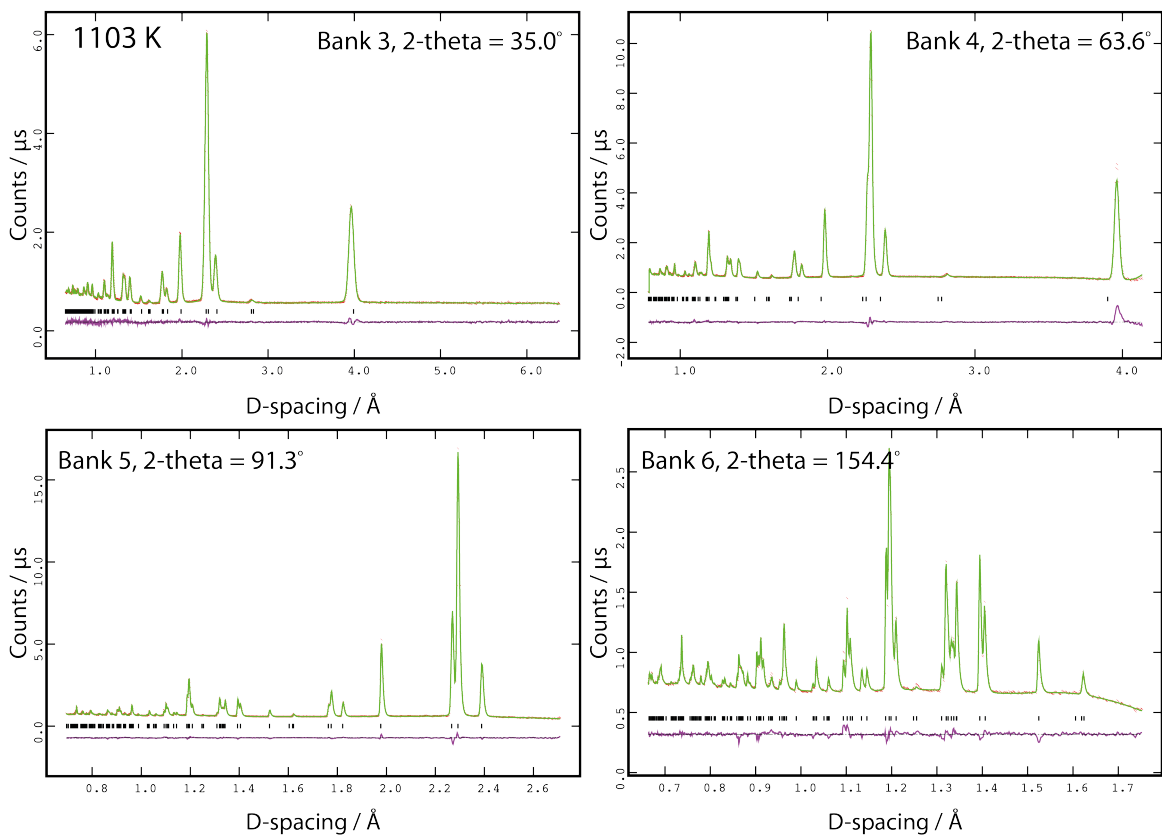 1103 K
Bank 3, 2-theta = 35.0°
Counts / µs
6.0
4.0
2.0
0.0
1.0 2.0 3.0 4.0 5.0 6.0
D-spacing / Å
Bank 4, 2-theta = 63.6°
Counts / µs
10.0
8.0
6.0
4.0
2.0
0.0
-2.0
1.0 2.0 3.0 4.0
D-spacing / Å
Bank 5, 2-theta = 91.3°
Counts / µs
15.0
10.0
5.0
0.0
0.8 1.0 1.2 1.4 1.6 1.8 2.0 2.2 2.4 2.6
D-spacing / Å
Bank 6, 2-theta = 154.4°
Counts / µs
2.5
2.0
1.5
1.0
0.5
0.0
0.7 0.8 0.9 1.0 1.1 1.2 1.3 1.4 1.5 1.6 1.7
D-spacing / Å